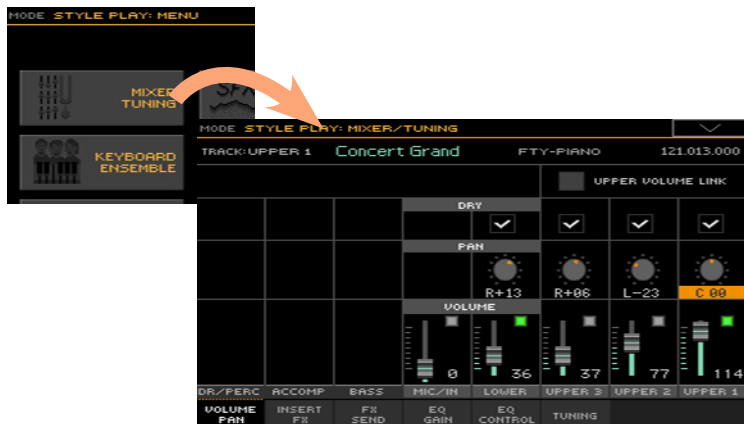 MODE STYLE PLAY: MENU
MIXER
TUNING
KEYBOARD
ENSEMBLE
MODE STYLE PLAY: MIXER/TUNING
TRACK:UPPER 1 Concert Grand FTY-PIANO 121.013.000
UPPER VOLUME LINK
DRY
PAN
R+13 R+06 L-23 C 00
VOLUME
0 36 37 77 114
DR/PERC ACCOMP BASS MIC/IN LOWER UPPER 3 UPPER 2 UPPER 1
VOLUME INSERT FX EQ EQ TUNING
PAN FX SEND GAIN CONTROL